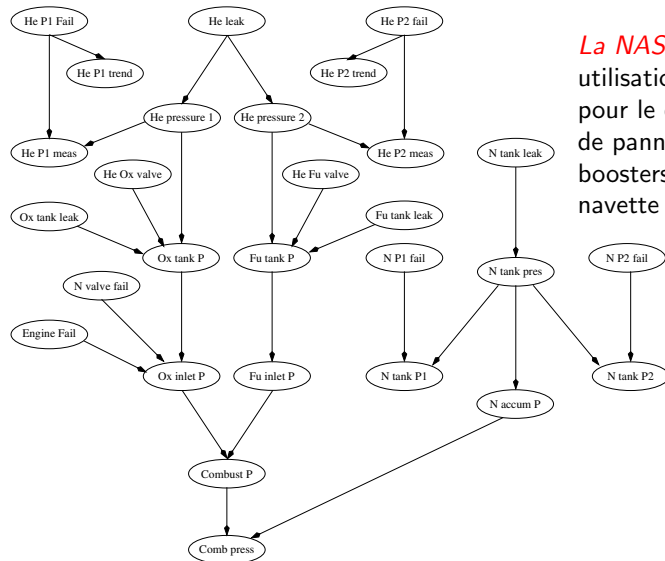 He P1 Fail
He leak
He P2 fail
La NAS
utilisation
pour le
de pann
boosters
navette
He P1 trend
He P2 trend
He pressure 1
He pressure 2
He P1 meas
He P2 meas
N tank leak
He Ox valve
He Fu valve
Ox tank leak
Fu tank leak
Ox tank P
Fu tank P
N P1 fail
N tank pres
N P2 fail
N valve fail
Engine Fail
Ox inlet P
Fu inlet P
N tank P1
N tank P2
N accum P
Combust P
Comb press